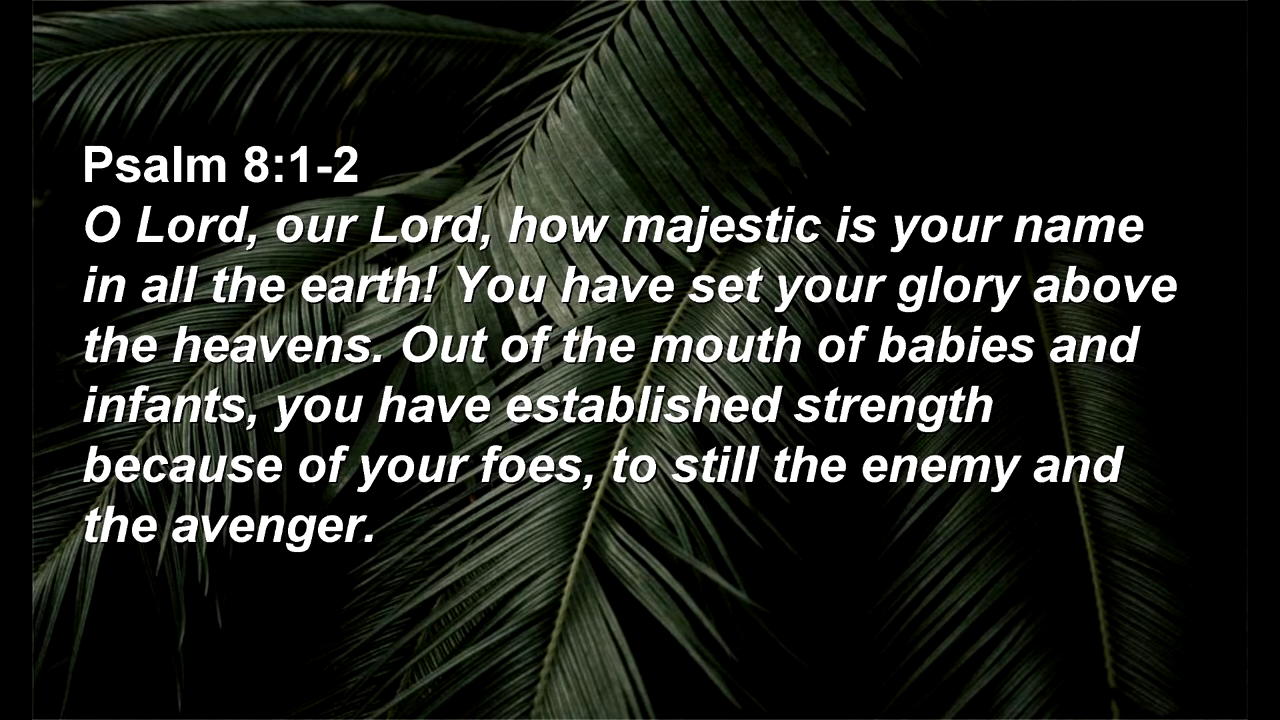 Psalm 8:1-2
O Lord, our Lord, how majestic is your name
in all the earth! You have set your glory above
the heavens. Out of the mouth of babies and
infants, you have established strength
because of your foes, to still the enemy and
the avenger.